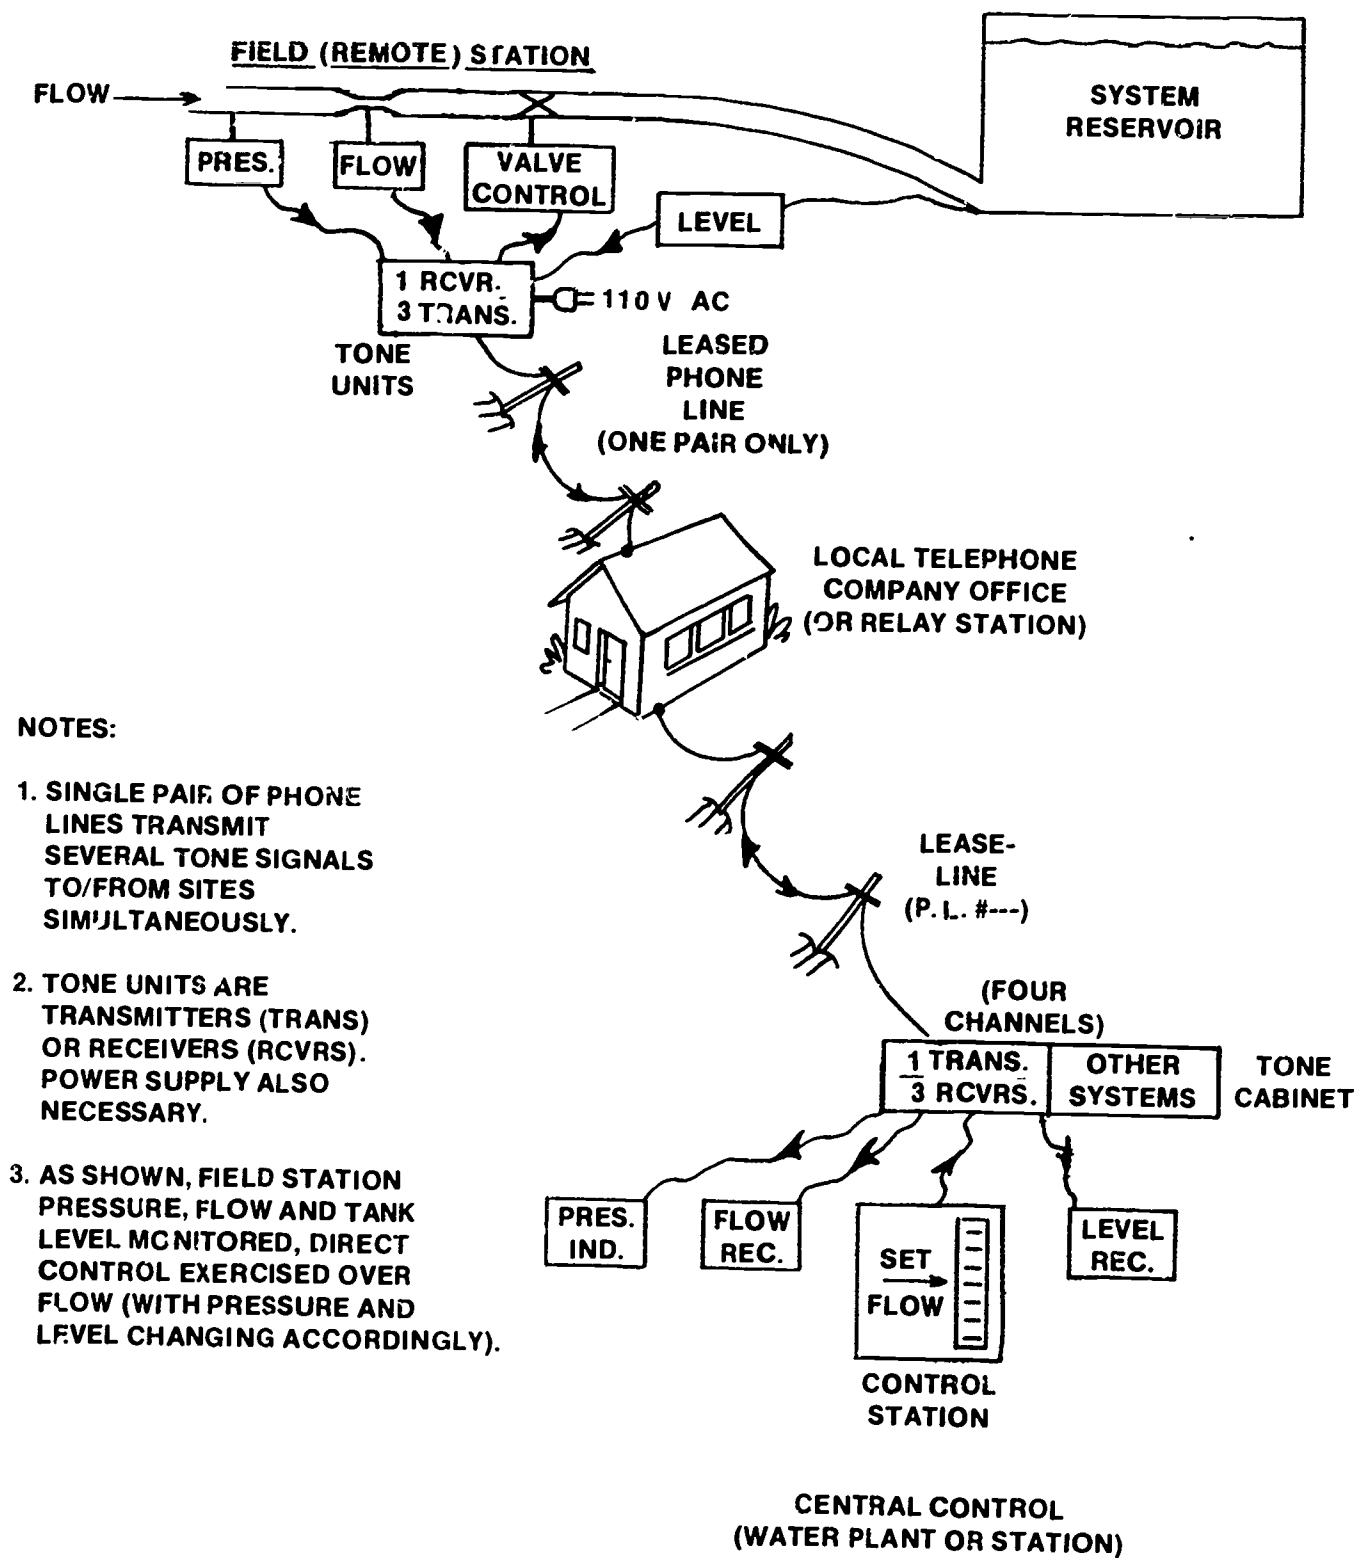 FIELD (REMOTE) STATION
FLOW
SYSTEM
RESERVOIR
PRES.
FLOW
VALVE
CONTROL
LEVEL
1 RCVR.
3 TRANS.
110 V AC
TONE
UNITS
LEASED
PHONE
LINE
(ONE PAIR ONLY)
LOCAL TELEPHONE
COMPANY OFFICE
(OR RELAY STATION)
NOTES:
1. SINGLE PAIR OF PHONE
LINES TRANSMIT
SEVERAL TONE SIGNALS
TO/FROM SITES
SIMULTANEOUSLY.
2. TONE UNITS ARE
TRANSMITTERS (TRANS)
OR RECEIVERS (RCVRS).
POWER SUPPLY ALSO
NECESSARY.
3. AS SHOWN, FIELD STATION
PRESSURE, FLOW AND TANK
LEVEL MONITORED, DIRECT
CONTROL EXERCISED OVER
FLOW (WITH PRESSURE AND
LEVEL CHANGING ACCORDINGLY).
LEASE-
LINE
(P. L. #---)
(FOUR
CHANNELS)
1 TRANS.
3 RCVRS.
OTHER
SYSTEMS
TONE
CABINET
PRES.
IND.
FLOW
REC.
SET
FLOW
LEVEL
REC.
CONTROL
STATION
CENTRAL CONTROL
(WATER PLANT OR STATION)